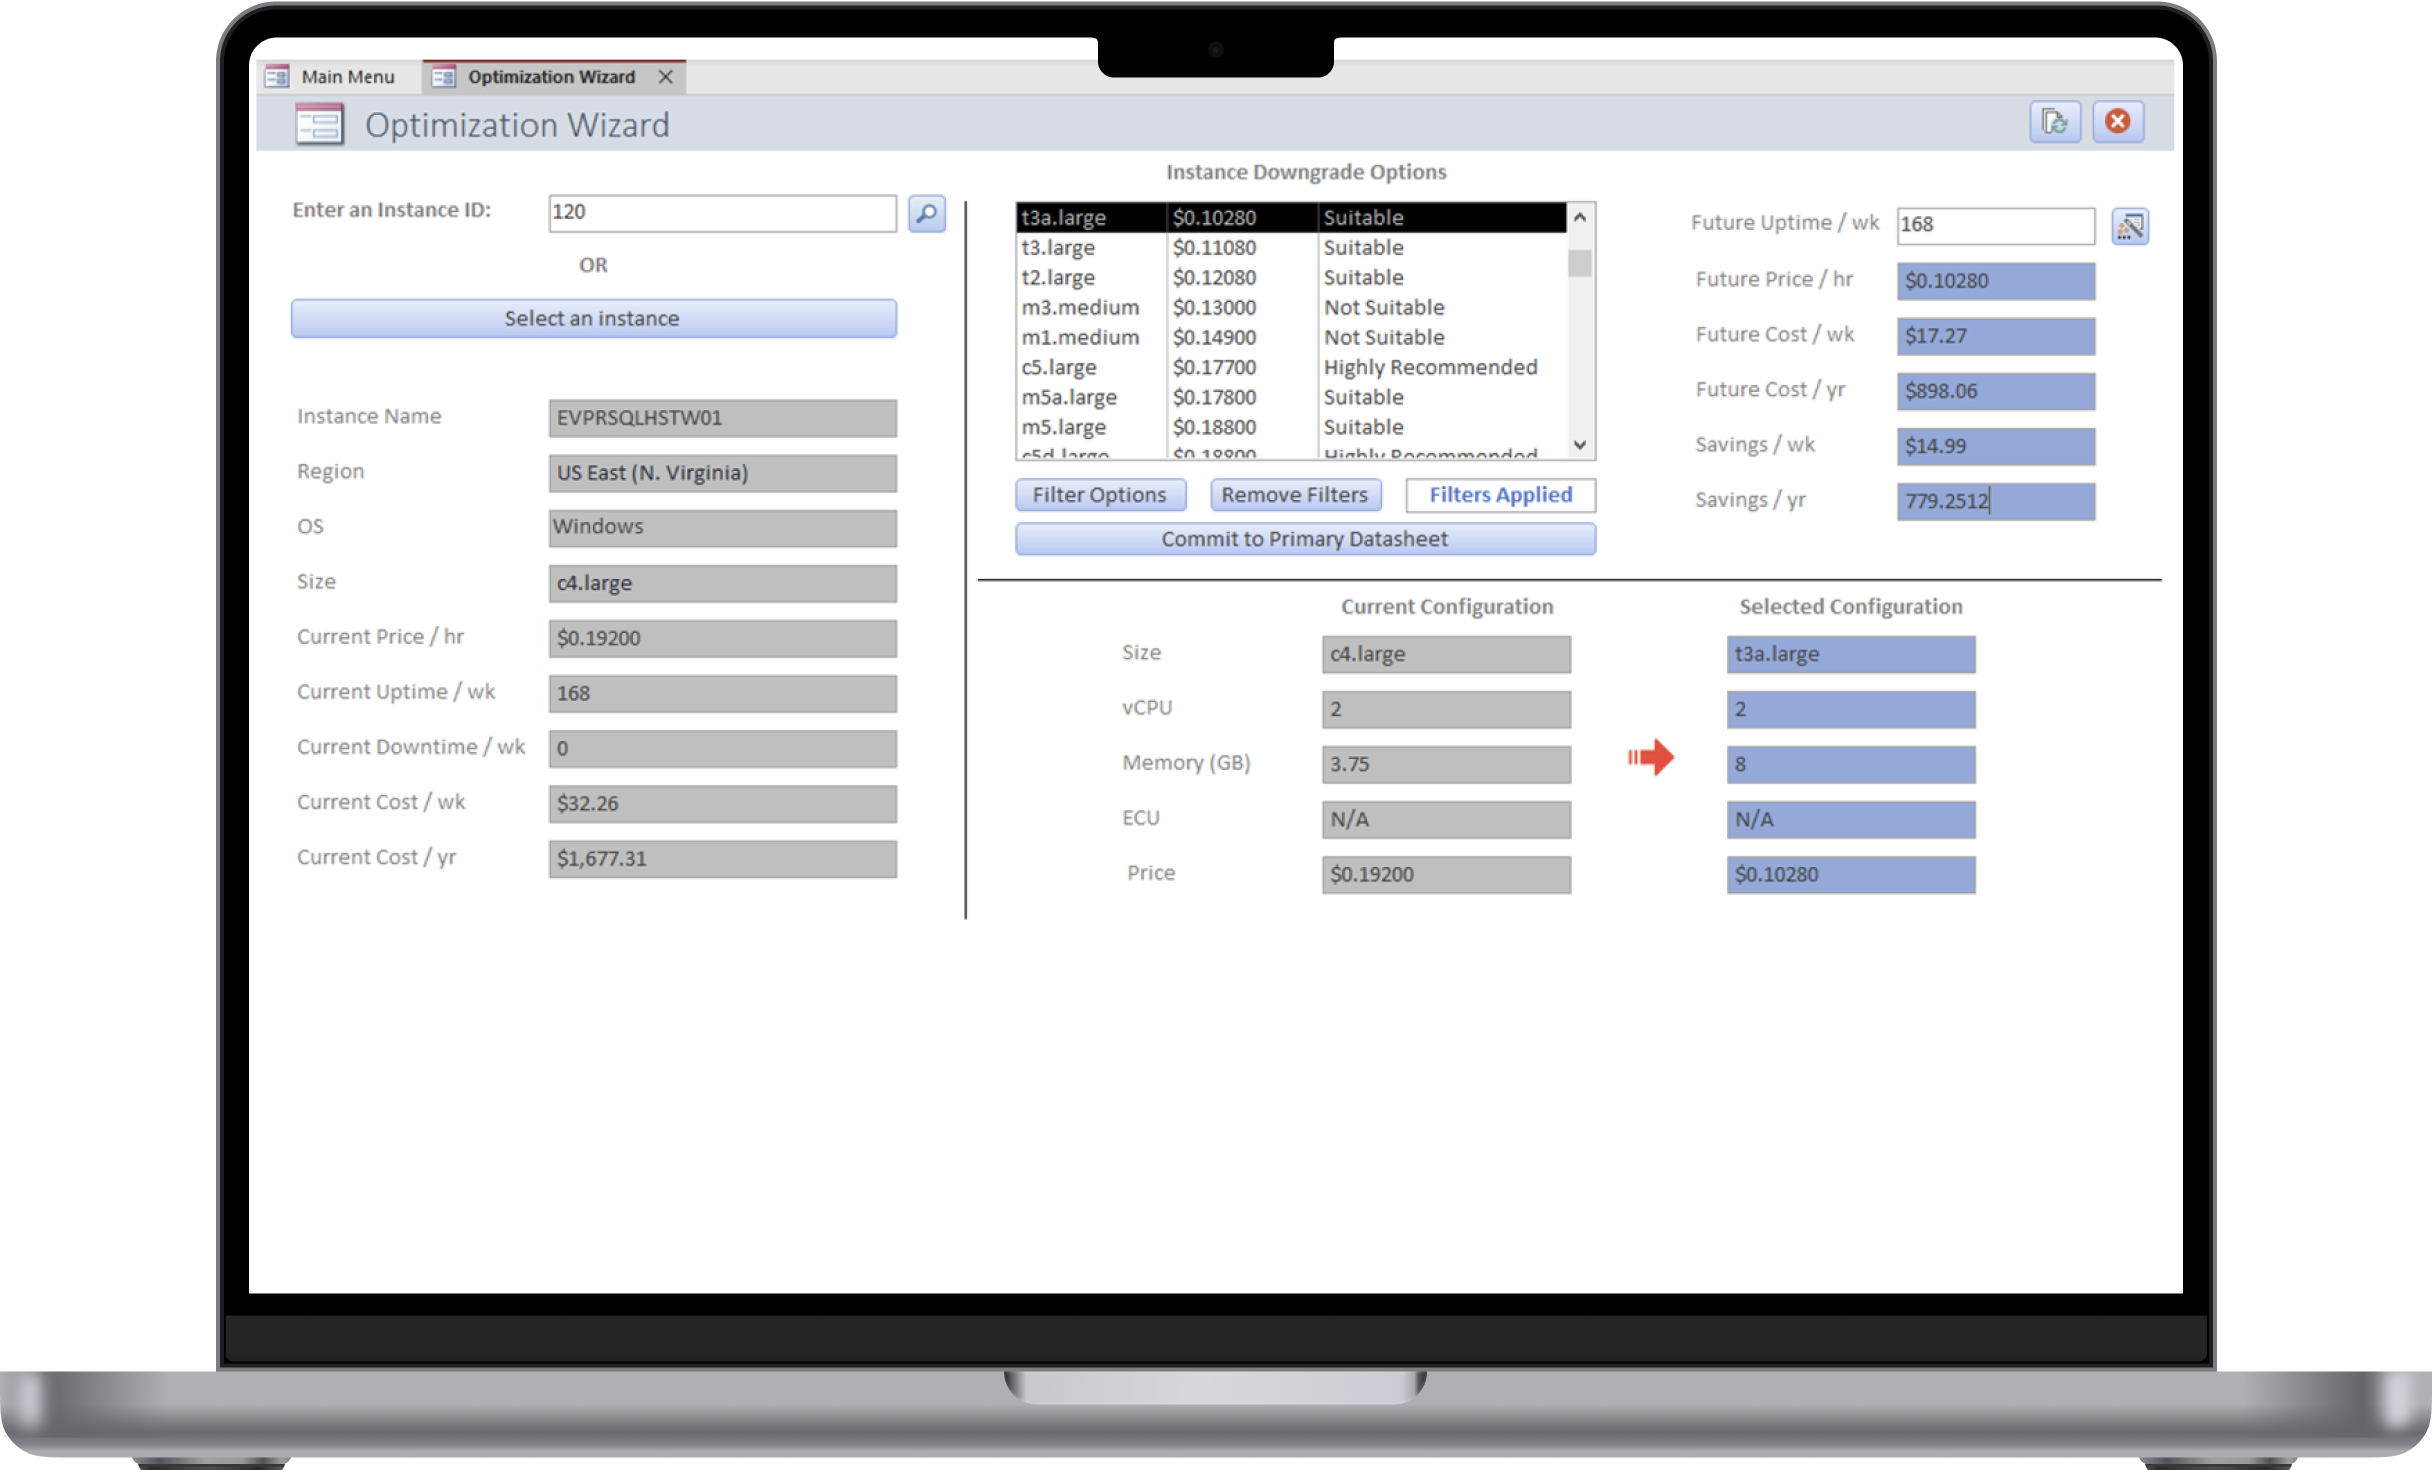 Main Menu
Optimization Wizard
Optimization Wizard
Enter an Instance ID:
120
OR
Select an instance
Instance Name
EVPRSQLHSTW01
Region
US East (N. Virginia)
OS
Windows
Size
c4.large
Current Price / hr
$0.19200
Current Uptime / wk
168
Current Downtime / wk
0
Current Cost / wk
$32.26
Current Cost / yr
$1,677.31
Instance Downgrade Options
t3a.large $0.10280 Suitable
t3.large $0.11080 Suitable
t2.large $0.12080 Suitable
m3.medium $0.13000 Not Suitable
m1.medium $0.14900 Not Suitable
c5.large $0.17700 Highly Recommended
m5a.large $0.17800 Suitable
m5.large $0.18800 Suitable
c5d.large $0.18800 Highly Recommended
Filter Options
Remove Filters
Filters Applied
Commit to Primary Datasheet
Future Uptime / wk
168
Future Price / hr
$0.10280
Future Cost / wk
$17.27
Future Cost / yr
$898.06
Savings / wk
$14.99
Savings / yr
779.2512
Current Configuration
Selected Configuration
Size
c4.large
t3a.large
vCPU
2
2
Memory (GB)
3.75
8
ECU
N/A
N/A
Price
$0.19200
$0.10280